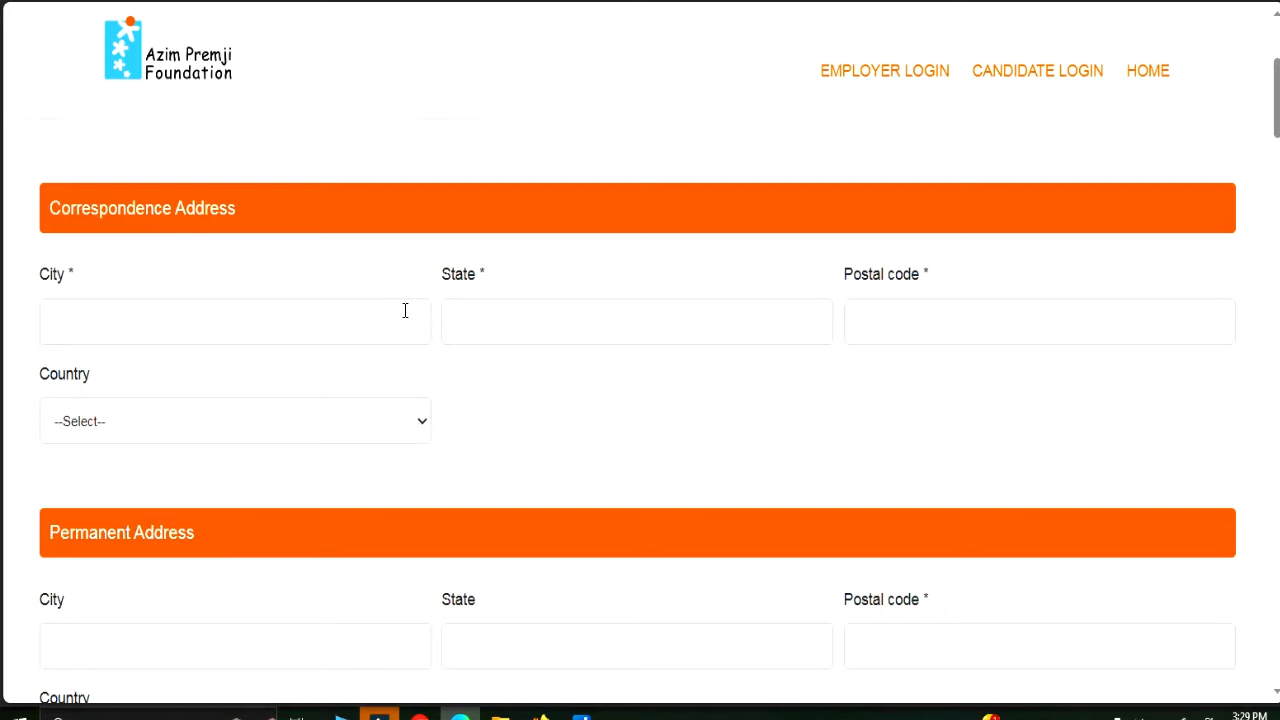 Azim Premji
Foundation
EMPLOYER LOGIN CANDIDATE LOGIN HOME
Correspondence Address
City * State * Postal code *
Country
--Select--
Permanent Address
City State Postal code *
Country
3:29 PM